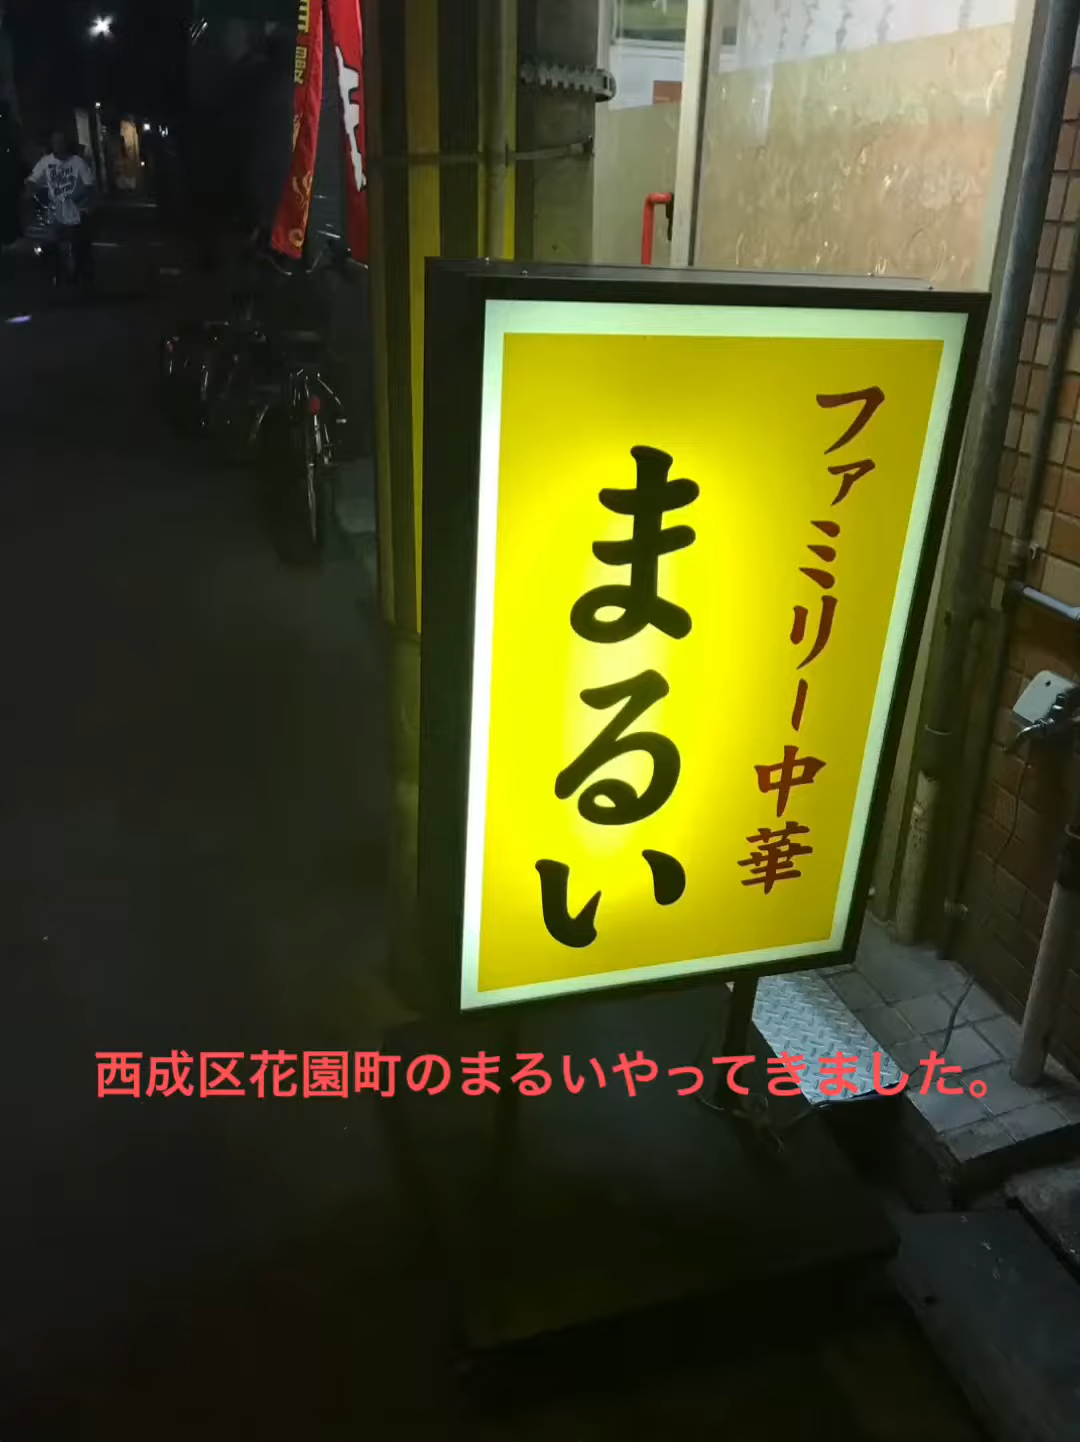 ファミリー中華
まるい
西成区花園町のまるいやってきました。